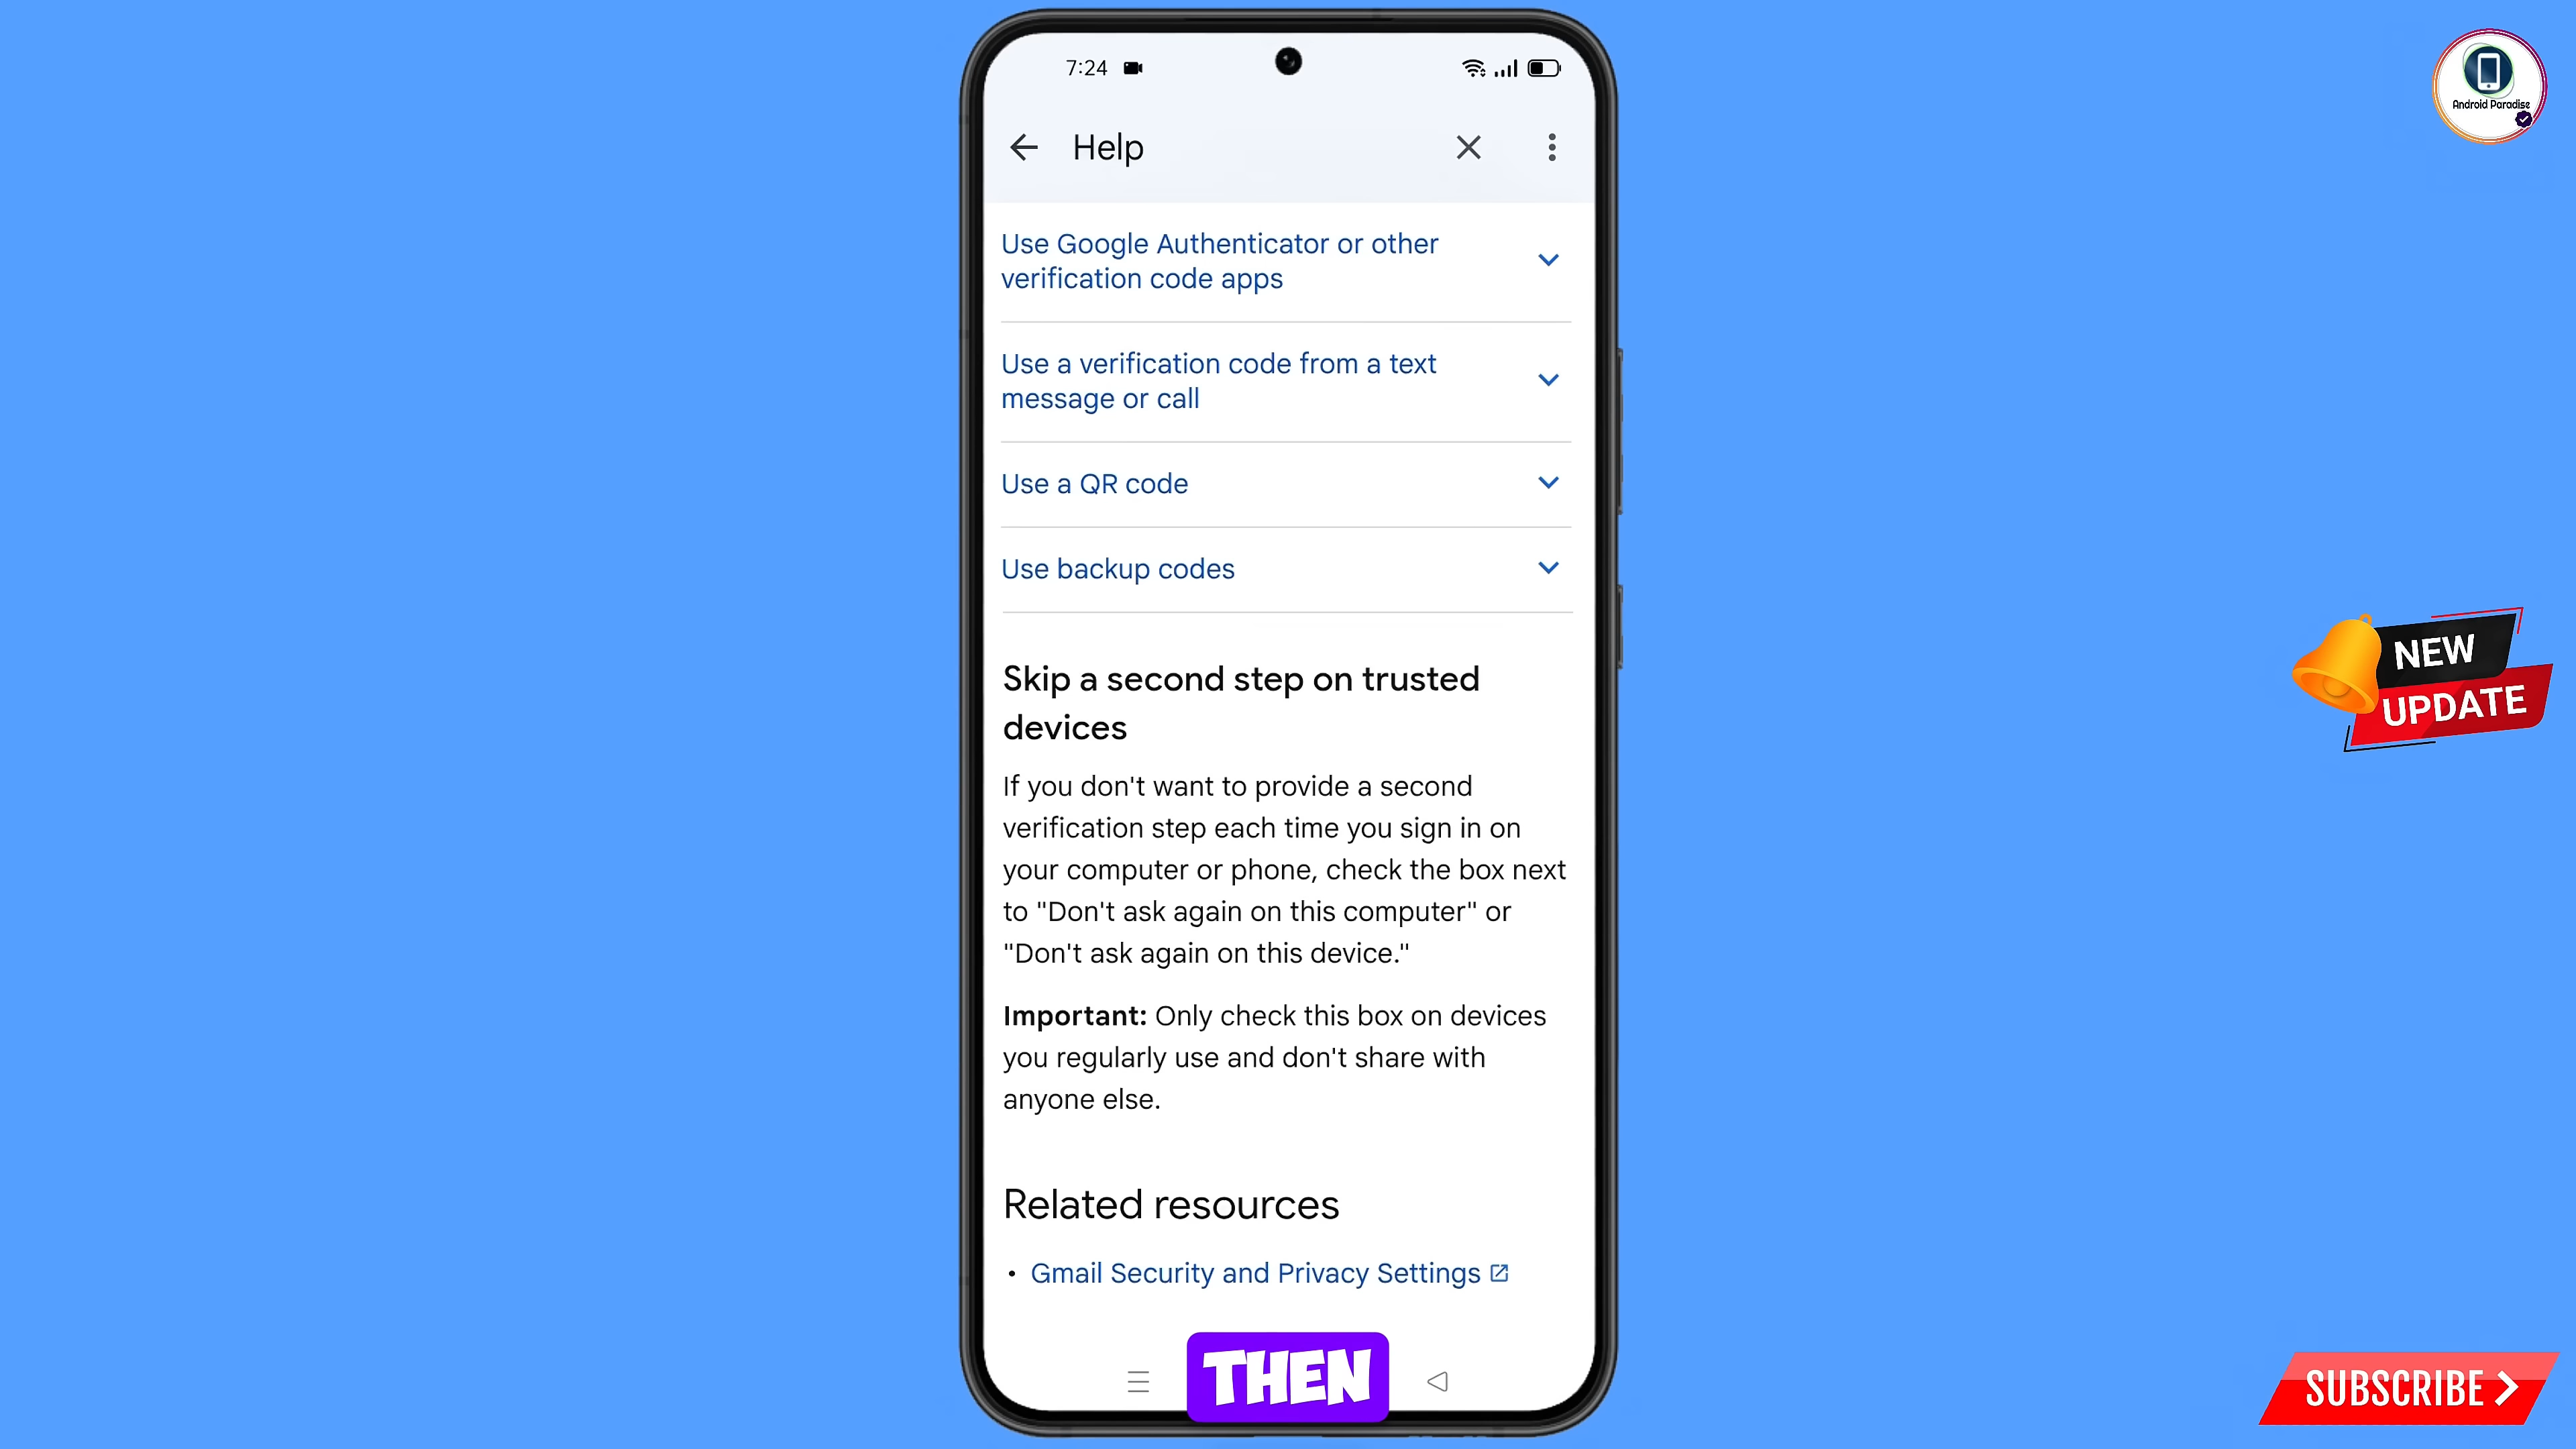 7:24
Android Paradise
Help
Use Google Authenticator or other
verification code apps
Use a verification code from a text
message or call
Use a QR code
Use backup codes
Skip a second step on trusted
devices
If you don't want to provide a second
verification step each time you sign in on
your computer or phone, check the box next
to "Don't ask again on this computer" or
"Don't ask again on this device."
Important: Only check this box on devices
you regularly use and don't share with
anyone else.
Related resources
• Gmail Security and Privacy Settings
THEN
NEW
UPDATE
SUBSCRIBE